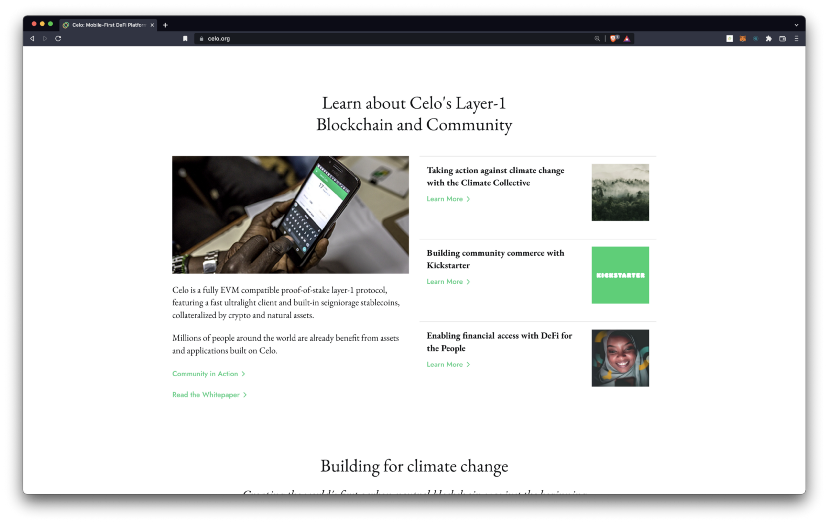 Celo: Mobile-First DeFi Platfor
celo.org
Learn about Celo's Layer-1
Blockchain and Community
Celo is a fully EVM compatible proof-of-stake layer-1 protocol,
featuring a fast ultralight client and built-in seigniorage stablecoins,
collateralized by crypto and natural assets.
Millions of people around the world are already benefit from assets
and applications built on Celo.
Community in Action
Read the Whitepaper
Taking action against climate change
with the Climate Collective
Learn More
Building community commerce with
Kickstarter
Learn More
KICKSTARTER
Enabling financial access with DeFi for
the People
Learn More
Building for climate change